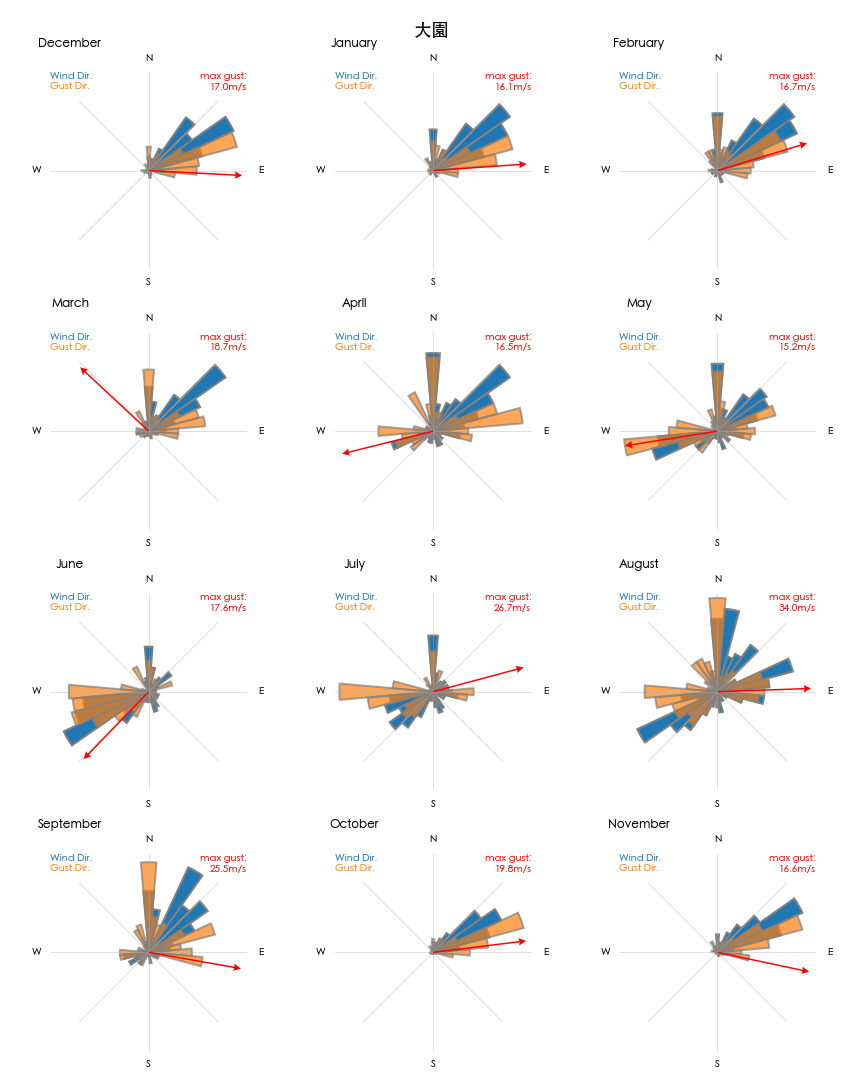 大園
December
January
February
N
N
N
Wind Dir.
Gust Dir.
max gust:
17.0m/s
Wind Dir.
Gust Dir.
max gust:
16.1m/s
Wind Dir.
Gust Dir.
max gust:
16.7m/s
W
E
W
E
W
E
S
S
S
March
April
May
N
N
N
Wind Dir.
Gust Dir.
max gust:
18.7m/s
Wind Dir.
Gust Dir.
max gust:
16.5m/s
Wind Dir.
Gust Dir.
max gust:
15.2m/s
W
E
W
E
W
E
S
S
S
June
July
August
N
N
N
Wind Dir.
Gust Dir.
max gust:
17.6m/s
Wind Dir.
Gust Dir.
max gust:
26.7m/s
Wind Dir.
Gust Dir.
max gust:
34.0m/s
W
E
W
E
W
E
S
S
S
September
October
November
N
N
N
Wind Dir.
Gust Dir.
max gust:
25.5m/s
Wind Dir.
Gust Dir.
max gust:
19.8m/s
Wind Dir.
Gust Dir.
max gust:
16.6m/s
W
E
W
E
W
E
S
S
S